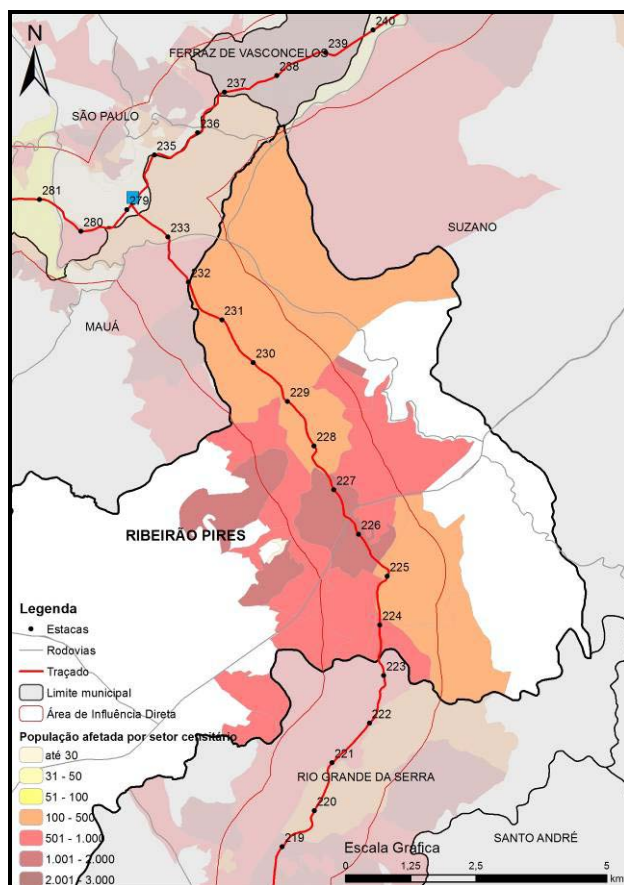 N
FERRAZ DE VASCONCELOS
239
240
238
237
SÃO PAULO
236
235
281
279
280
233
SUZANO
232
MAUÁ
231
230
229
228
227
RIBEIRÃO PIRES
226
225
224
223
222
221
RIO GRANDE DA SERRA
220
219
SANTO ANDRÉ
Legenda
Estacas
Rodovias
Traçado
Limite municipal
Área de Influência Direta
População afetada por setor censitário
até 30
31 - 50
51 - 100
100 - 500
501 - 1.000
1.001 - 2.000
2.001 - 3.000
Escala Gráfica
0 1,25 2,5 5
km